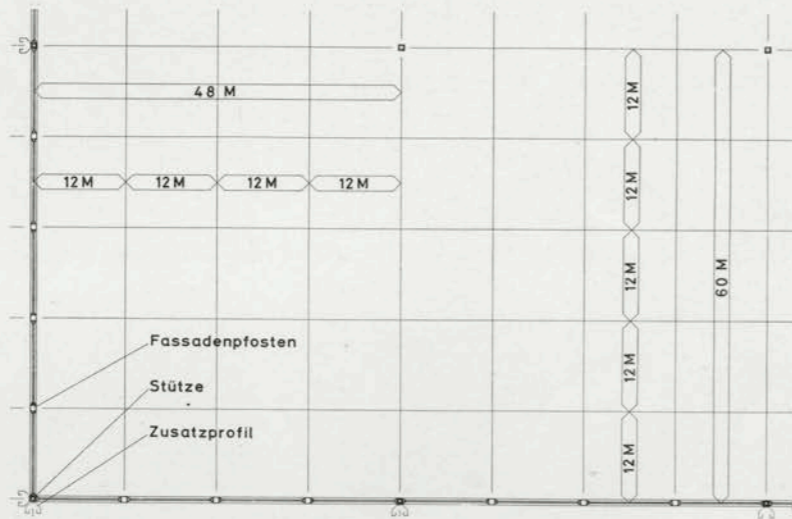 48 M
12 M 12 M 12 M 12 M
12 M
12 M
12 M
12 M
12 M
60 M
Fassadenpfosten
Stütze
Zusatzprofil